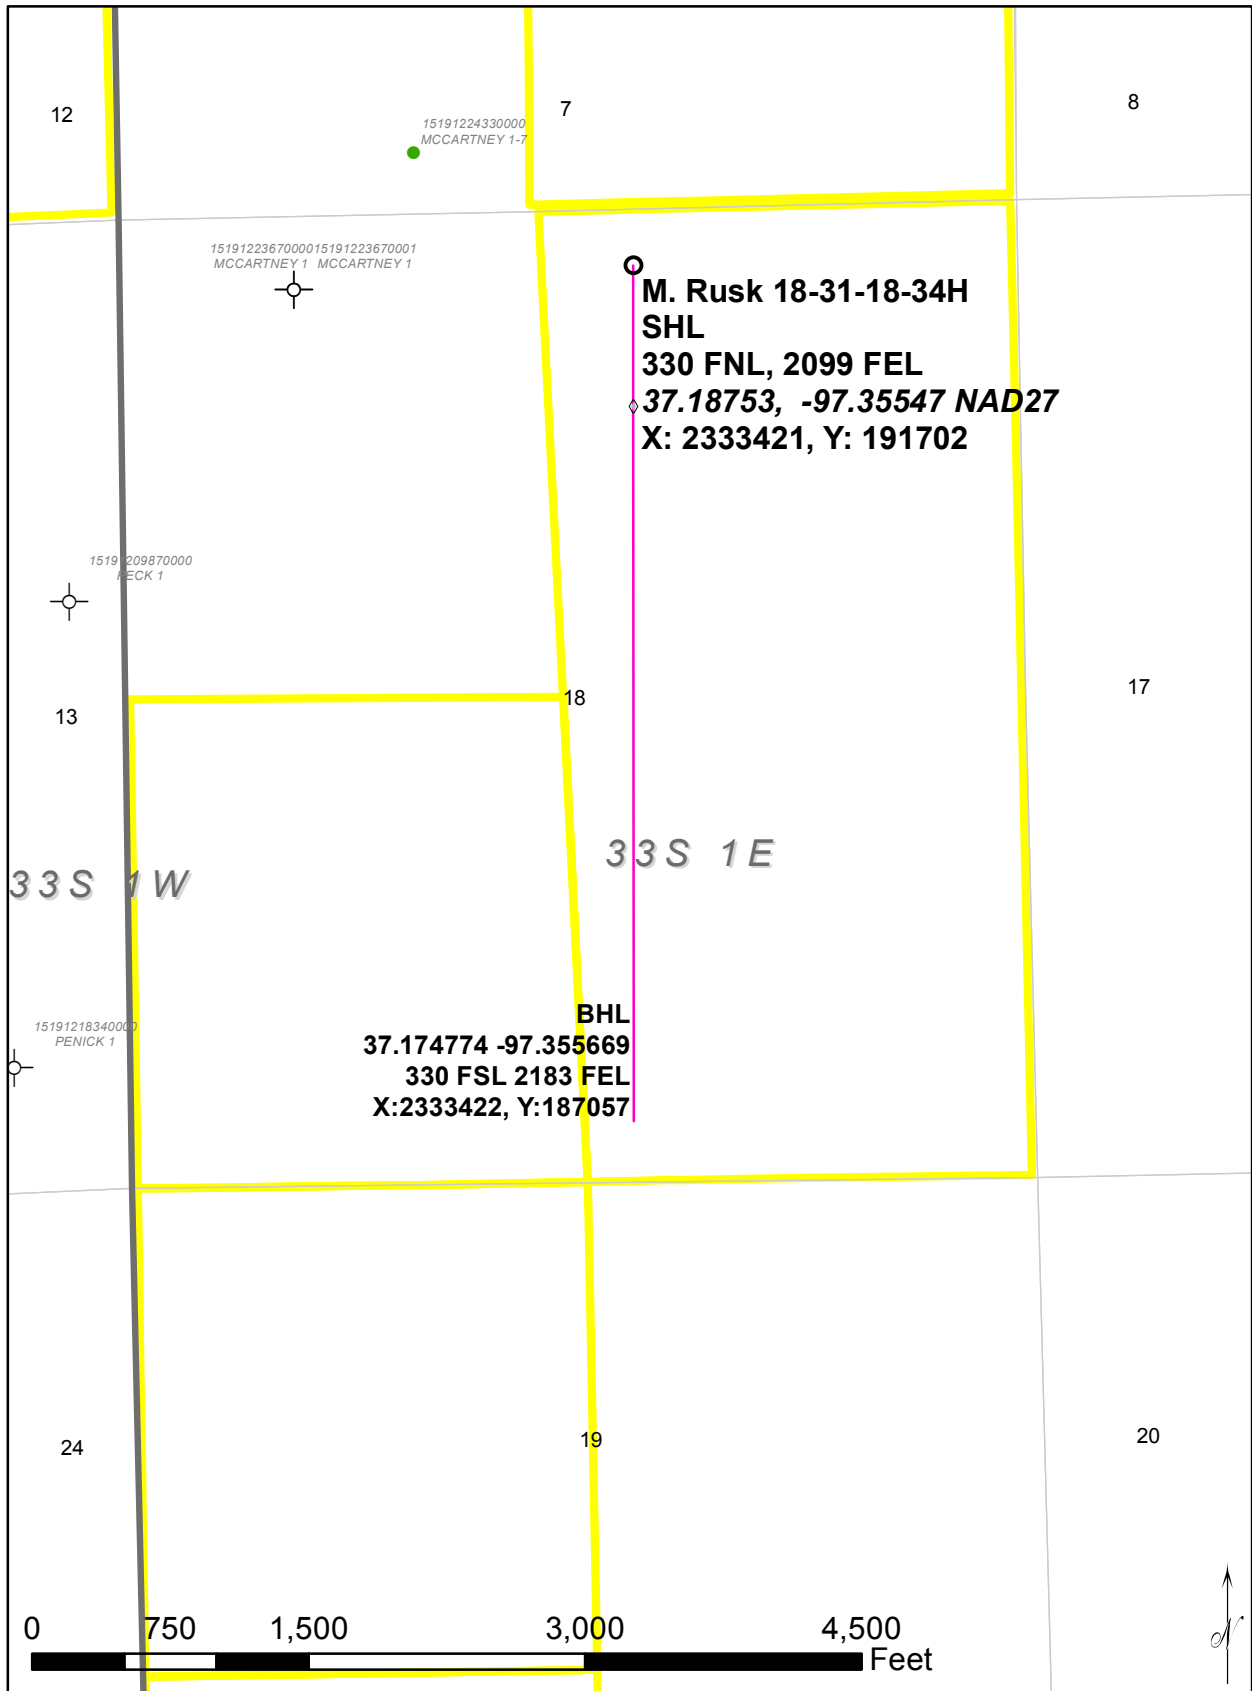 12
7
8
15191224330000
MCCARTNEY 1-7
15191223670000 15191223670001
MCCARTNEY 1 MCCARTNEY 1
M. Rusk 18-31-18-34H
SHL
330 FNL, 2099 FEL
37.18753, -97.35547 NAD27
X: 2333421, Y: 191702
15191209870000
PECK 1
13
18
17
33S 1W
33S 1E
15191218340000
PENICK 1
BHL
37.174774 -97.355669
330 FSL 2183 FEL
X:2333422, Y:187057
24
19
20
0 750 1,500 3,000 4,500
Feet
N